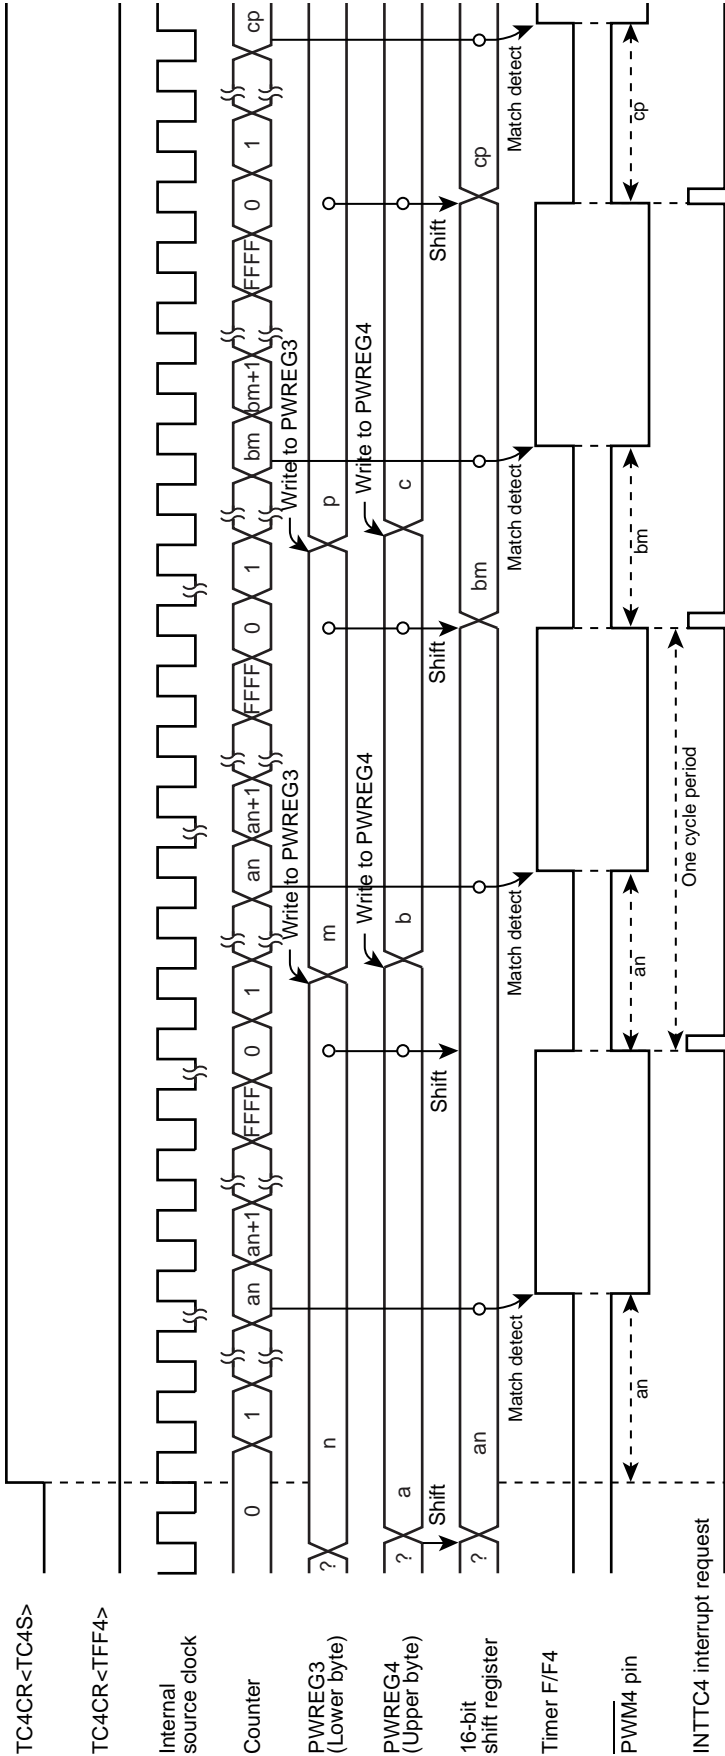 TC4CR<TC4S>
TC4CR<TFF4>
Internal
source clock
Counter
0 1 an an+1 FFFF 0 1 an an+1 FFFF 0 1 bm bm+1 FFFF 0 1 cp
Write to PWREG3
Write to PWREG3
PWREG3
(Lower byte)
? n m p
Write to PWREG4
Write to PWREG4
PWREG4
(Upper byte)
? a b c
Shift
Shift
Shift
Shift
16-bit
shift register
? an bm cp
Match detect
Match detect
Match detect
Match detect
Timer F/F4
PWM4 pin
an an bm cp
One cycle period
INTTC4 interrupt request